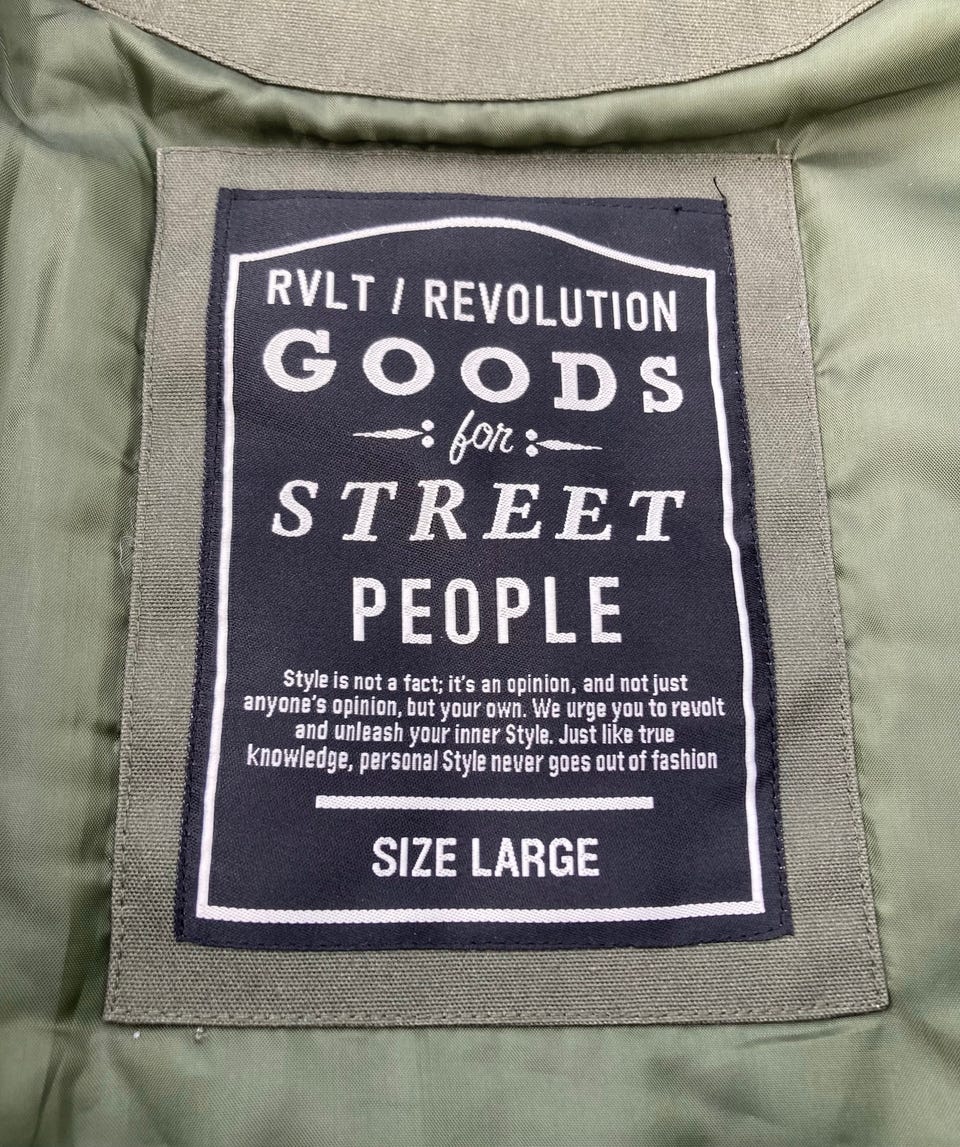 RVLT / REVOLUTION
GOODS
for
STREET
PEOPLE
Style is not a fact; it's an opinion, and not just
anyone's opinion, but your own. We urge you to revolt
and unleash your inner Style. Just like true
knowledge, personal Style never goes out of fashion
SIZE LARGE